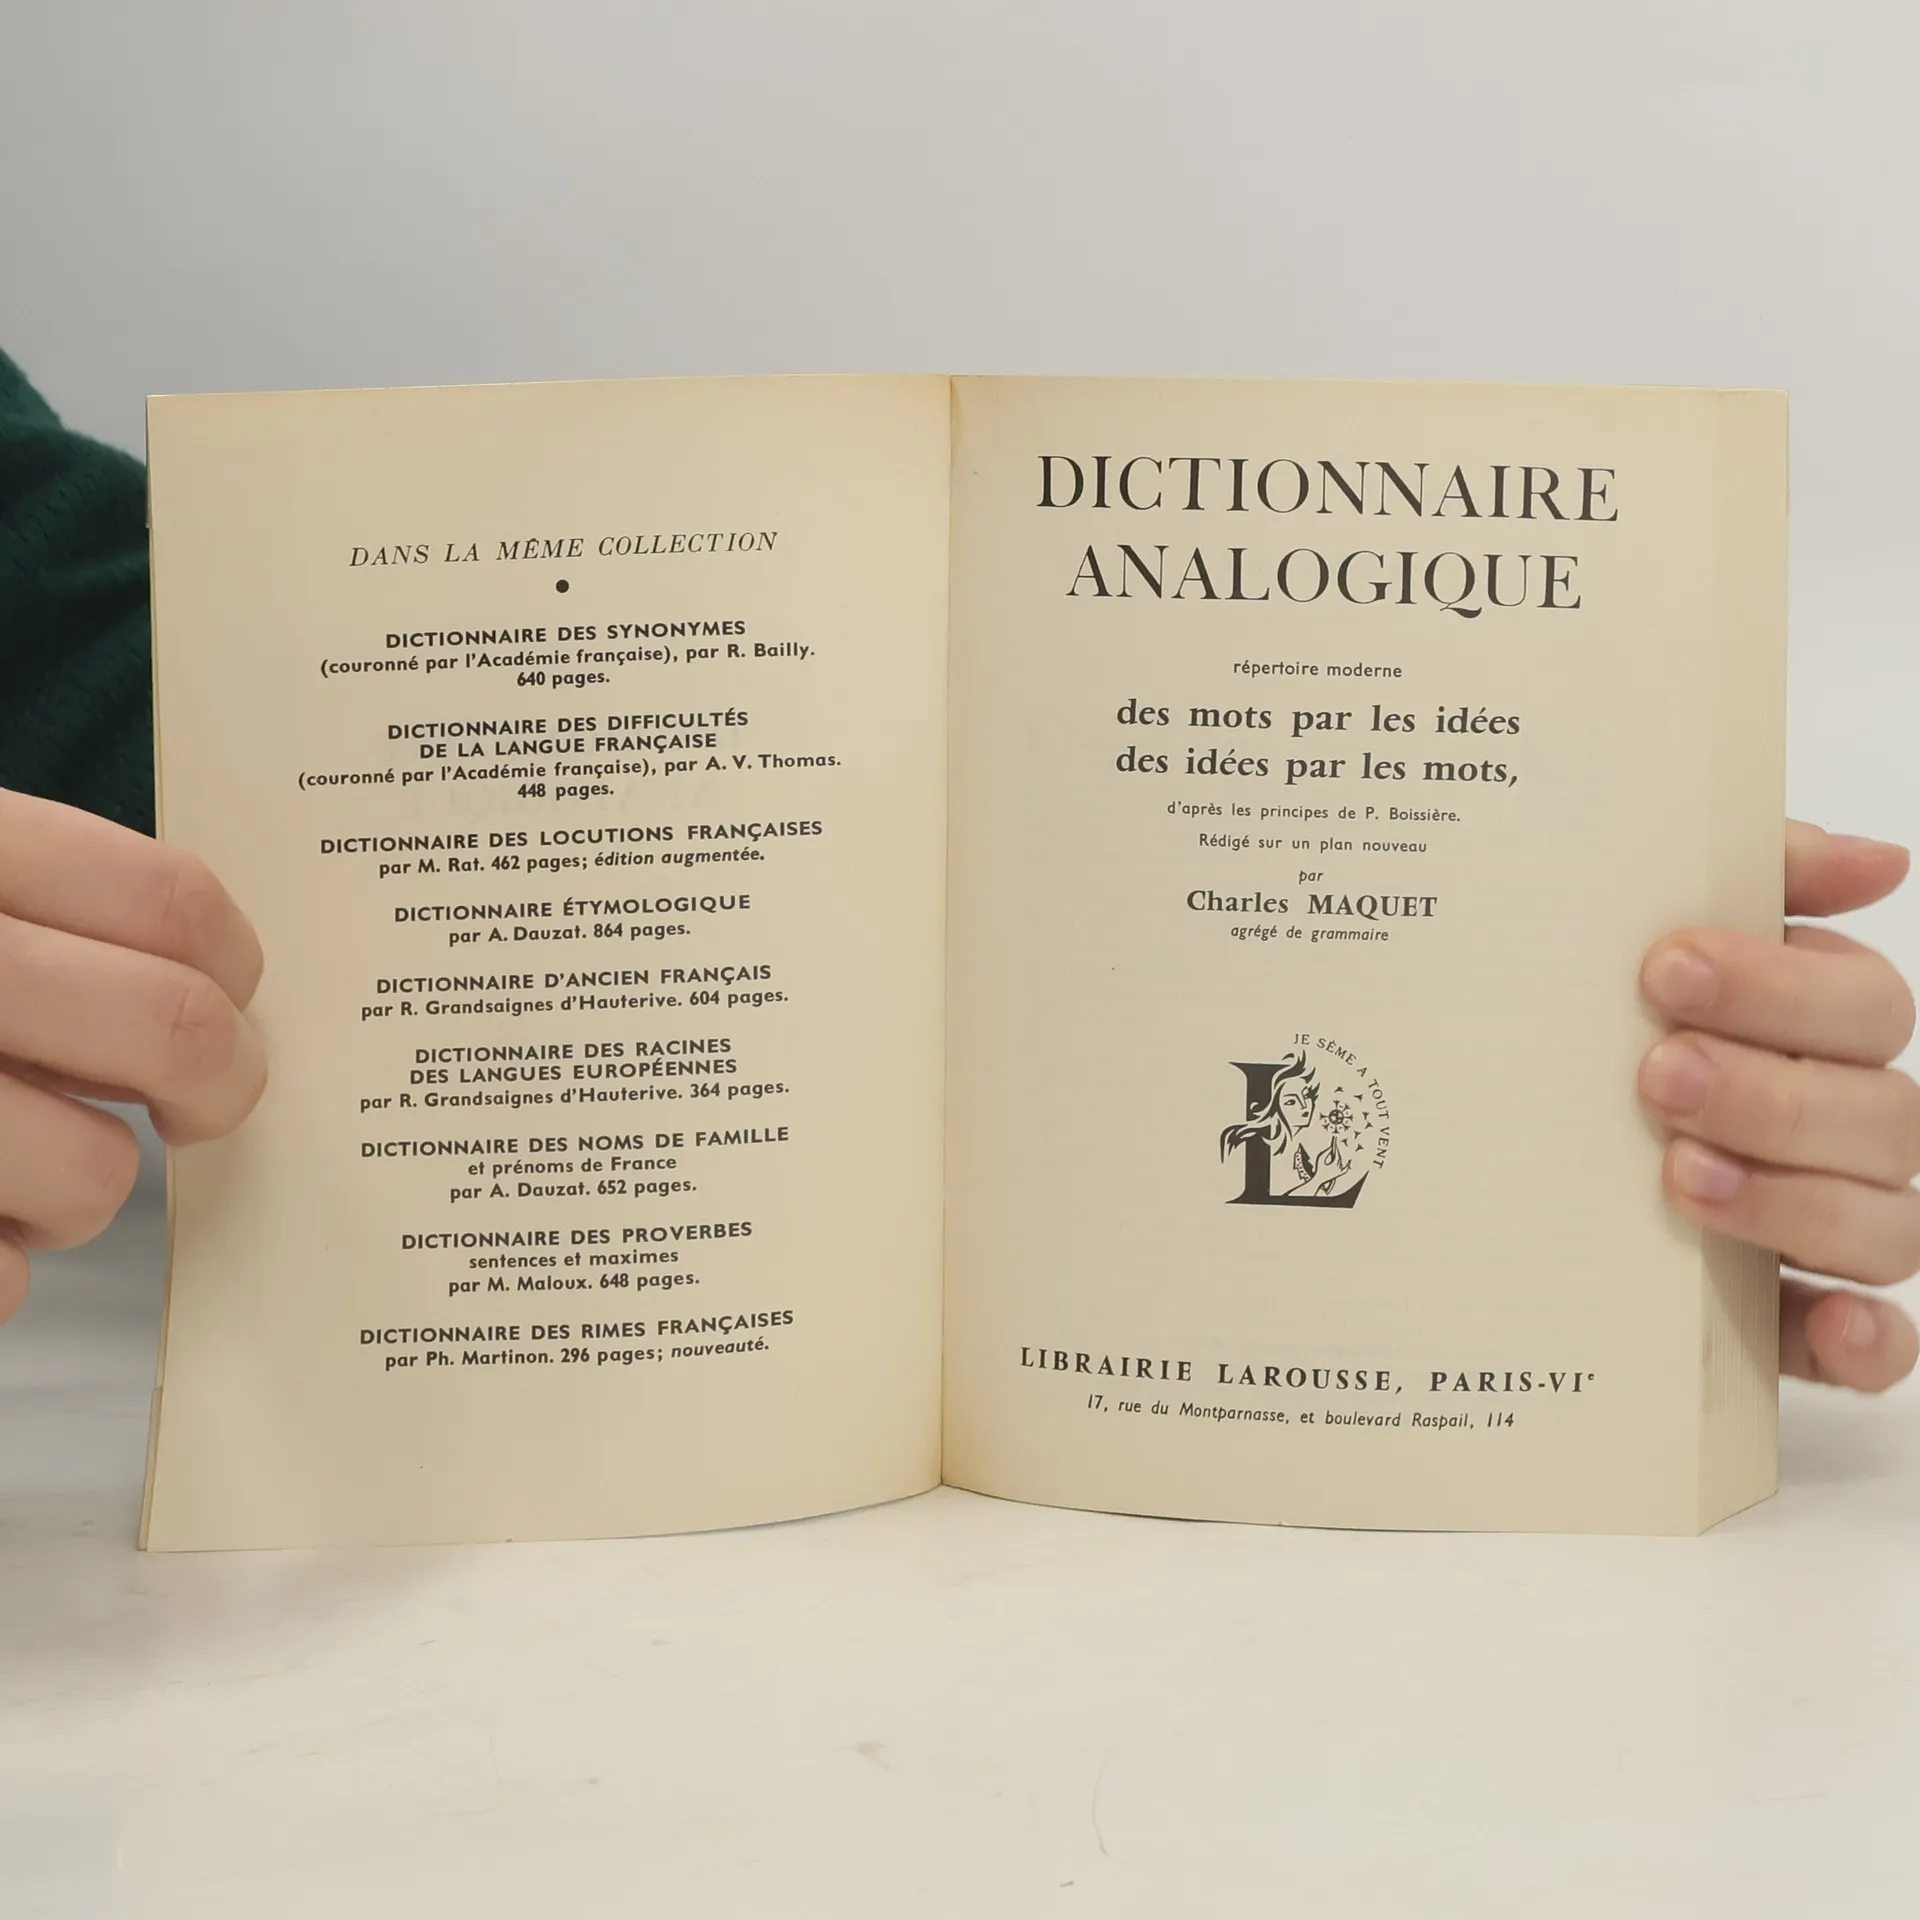 DANS LA MÊME COLLECTION
●
DICTIONNAIRE DES SYNONYMES
(couronné par l'Académie française), par R. Bailly.
640 pages.
DICTIONNAIRE DES DIFFICULTÉS
DE LA LANGUE FRANÇAISE
(couronné par l'Académie française), par A. V. Thomas.
448 pages.
DICTIONNAIRE DES LOCUTIONS FRANÇAISES
par M. Rat. 462 pages; édition augmentée.
DICTIONNAIRE ÉTYMOLOGIQUE
par A. Dauzat. 864 pages.
DICTIONNAIRE D'ANCIEN FRANÇAIS
par R. Grandsaignes d'Hauterive. 604 pages.
DICTIONNAIRE DES RACINES
DES LANGUES EUROPÉENNES
par R. Grandsaignes d'Hauterive. 364 pages.
DICTIONNAIRE DES NOMS DE FAMILLE
et prénoms de France
par A. Dauzat. 652 pages.
DICTIONNAIRE DES PROVERBES
sentences et maximes
par M. Maloux. 648 pages.
DICTIONNAIRE DES RIMES FRANÇAISES
par Ph. Martinon. 296 pages; nouveauté.
DICTIONNAIRE
ANALOGIQUE
répertoire moderne
des mots par les idées
des idées par les mots,
d'après les principes de P. Boissière.
Rédigé sur un plan nouveau
par
Charles MAQUET
agrégé de grammaire
JE SÈME A TOUT VENT
L
LIBRAIRIE LAROUSSE, PARIS-VIe
17, rue du Montparnasse, et boulevard Raspail, 114